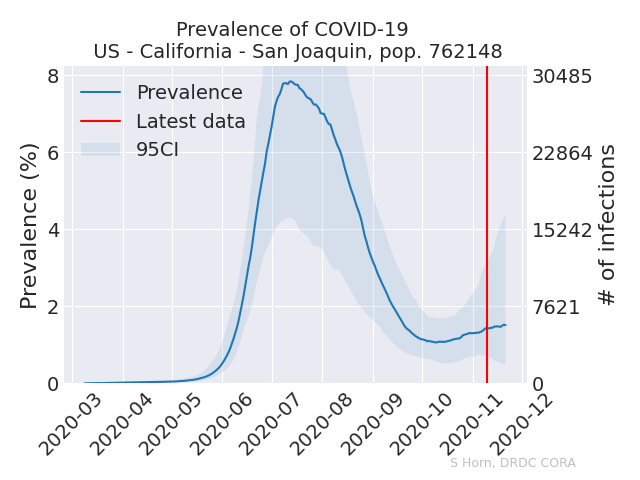 Prevalence of COVID-19
US - California - San Joaquin, pop. 762148
Prevalence
Latest data
95CI
Prevalence (%)
8
6
4
2
0
30485
22864
15242
7621
0
# of infections
2020-03
2020-04
2020-05
2020-06
2020-07
2020-08
2020-09
2020-10
2020-11
2020-12
S Horn, DRDC CORA